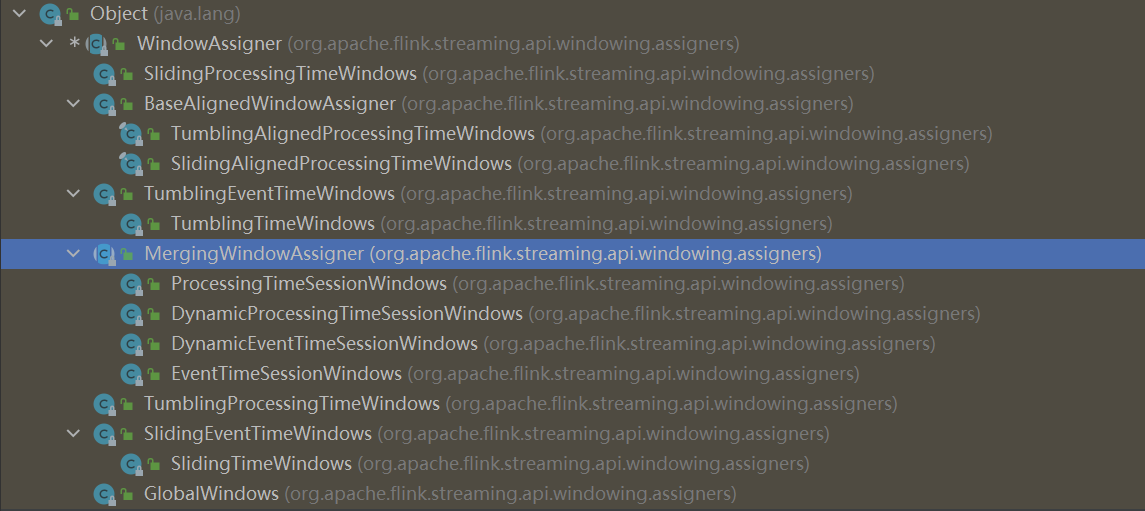 Object (java.lang)
* WindowAssigner (org.apache.flink.streaming.api.windowing.assigners)
SlidingProcessingTimeWindows (org.apache.flink.streaming.api.windowing.assigners)
BaseAlignedWindowAssigner (org.apache.flink.streaming.api.windowing.assigners)
TumblingAlignedProcessingTimeWindows (org.apache.flink.streaming.api.windowing.assigners)
SlidingAlignedProcessingTimeWindows (org.apache.flink.streaming.api.windowing.assigners)
TumblingEventTimeWindows (org.apache.flink.streaming.api.windowing.assigners)
TumblingTimeWindows (org.apache.flink.streaming.api.windowing.assigners)
MergingWindowAssigner (org.apache.flink.streaming.api.windowing.assigners)
ProcessingTimeSessionWindows (org.apache.flink.streaming.api.windowing.assigners)
DynamicProcessingTimeSessionWindows (org.apache.flink.streaming.api.windowing.assigners)
DynamicEventTimeSessionWindows (org.apache.flink.streaming.api.windowing.assigners)
EventTimeSessionWindows (org.apache.flink.streaming.api.windowing.assigners)
TumblingProcessingTimeWindows (org.apache.flink.streaming.api.windowing.assigners)
SlidingEventTimeWindows (org.apache.flink.streaming.api.windowing.assigners)
SlidingTimeWindows (org.apache.flink.streaming.api.windowing.assigners)
GlobalWindows (org.apache.flink.streaming.api.windowing.assigners)